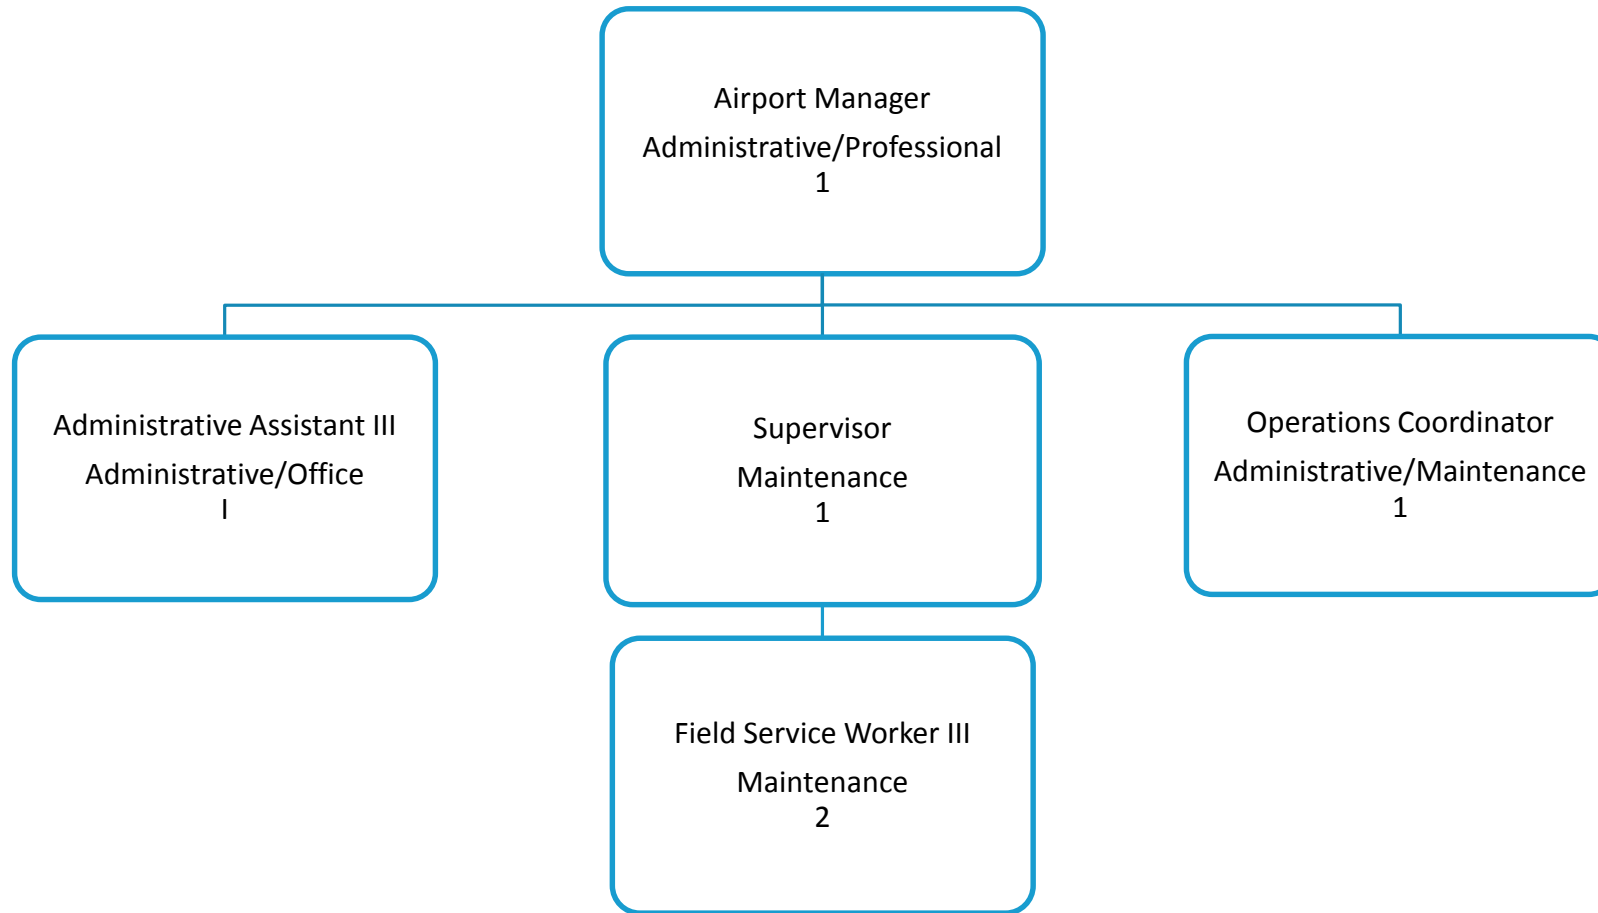 Airport Manager
Administrative/Professional
1
Administrative Assistant III
Administrative/Office
I
Supervisor
Maintenance
1
Operations Coordinator
Administrative/Maintenance
1
Field Service Worker III
Maintenance
2